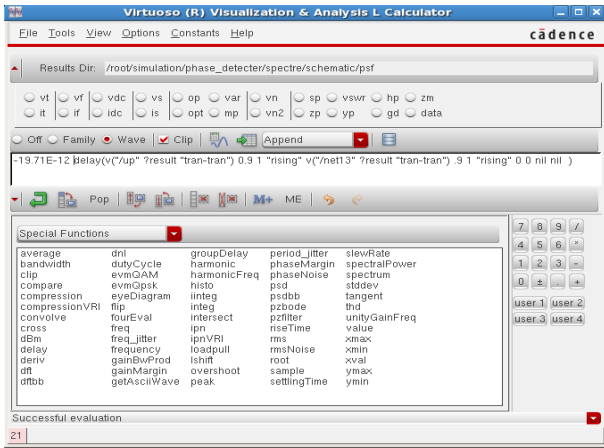 Virtuoso (R) Visualization & Analysis L Calculator
File Tools View Options Constants Help cādence
Results Dir: /root/simulation/phase_detecter/spectre/schematic/psf
vt vf vdc vs op var vn sp vswr hp zm
it if idc is opt mp vn2 zp yp gd data
Off Family Wave Clip Append
-19.71E-12 delay(v("/up" ?result "tran-tran") 0.9 1 "rising" v("/net13" ?result "tran-tran") .9 1 "rising" 0 0 nil nil )
Pop M+ ME
Special Functions
7 8 9 /
4 5 6 *
1 2 3 -
0 ± . +
user 1 user 2
user 3 user 4
average dnl groupDelay period_jitter slewRate
bandwidth dutyCycle harmonic phaseMargin spectralPower
clip evmQAM harmonicFreq phaseNoise spectrum
compare evmQpsk histo psd stddev
compression eyeDiagram iinteg psdbb tangent
compressionVRI flip integ pzbode thd
convolve fourEval intersect pzfilter unityGainFreq
cross freq ipn riseTime value
dBm freq_jitter ipnVRI rms xmax
delay frequency loadpull rmsNoise xmin
deriv gainBwProd lshift root xval
dft gainMargin overshoot sample ymax
dftbb getAsciiWave peak settlingTime ymin
Successful evaluation
21